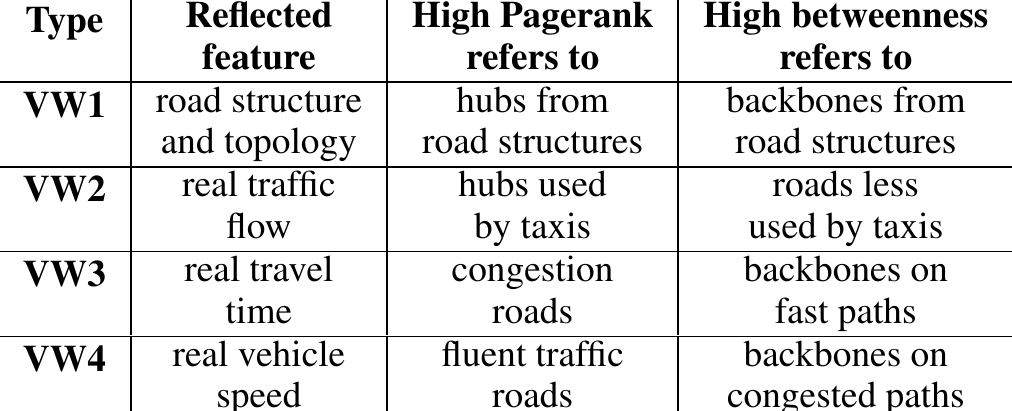 Type Reflected feature High Pagerank refers to High betweenness refers to
VW1 road structure and topology hubs from road structures backbones from road structures
VW2 real traffic flow hubs used by taxis roads less used by taxis
VW3 real travel time congestion roads backbones on fast paths
VW4 real vehicle speed fluent traffic roads backbones on congested paths